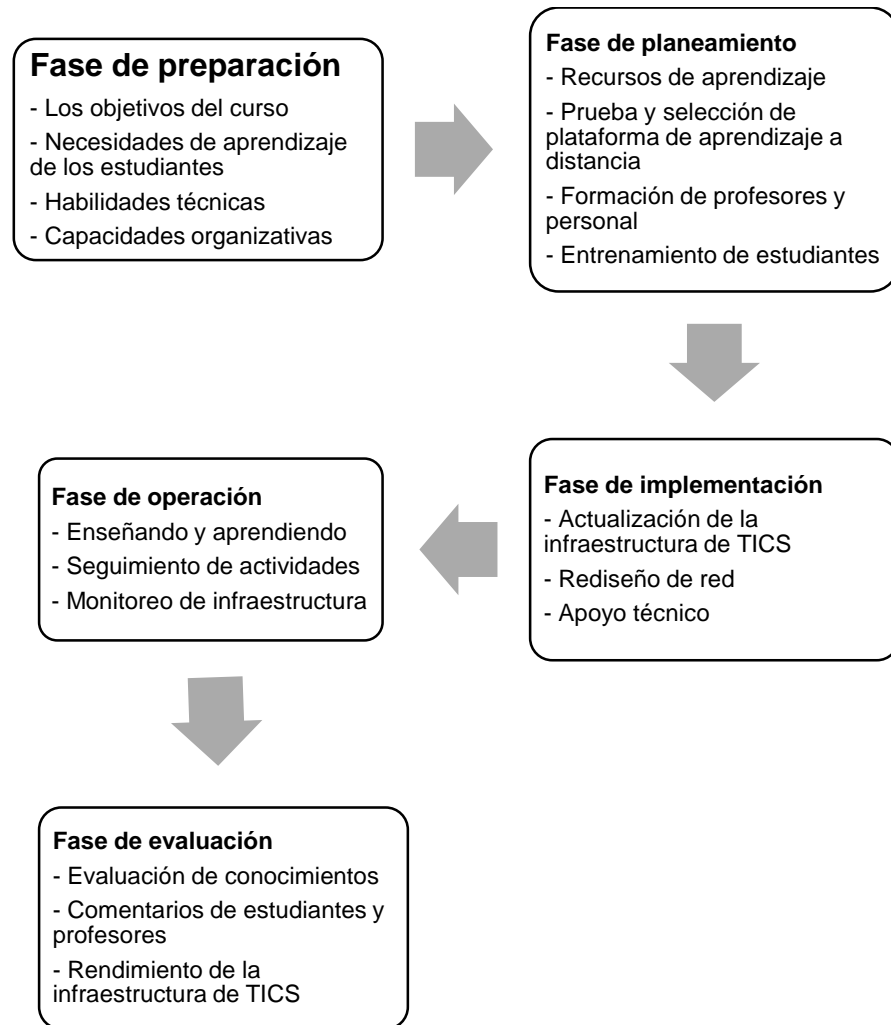 Fase de preparación
- Los objetivos del curso
- Necesidades de aprendizaje
de los estudiantes
- Habilidades técnicas
- Capacidades organizativas
Fase de planeamiento
- Recursos de aprendizaje
- Prueba y selección de
plataforma de aprendizaje a
distancia
- Formación de profesores y
personal
- Entrenamiento de estudiantes
Fase de implementación
- Actualización de la
infraestructura de TICS
- Rediseño de red
- Apoyo técnico
Fase de operación
- Enseñando y aprendiendo
- Seguimiento de actividades
- Monitoreo de infraestructura
Fase de evaluación
- Evaluación de conocimientos
- Comentarios de estudiantes y
profesores
- Rendimiento de la
infraestructura de TICS